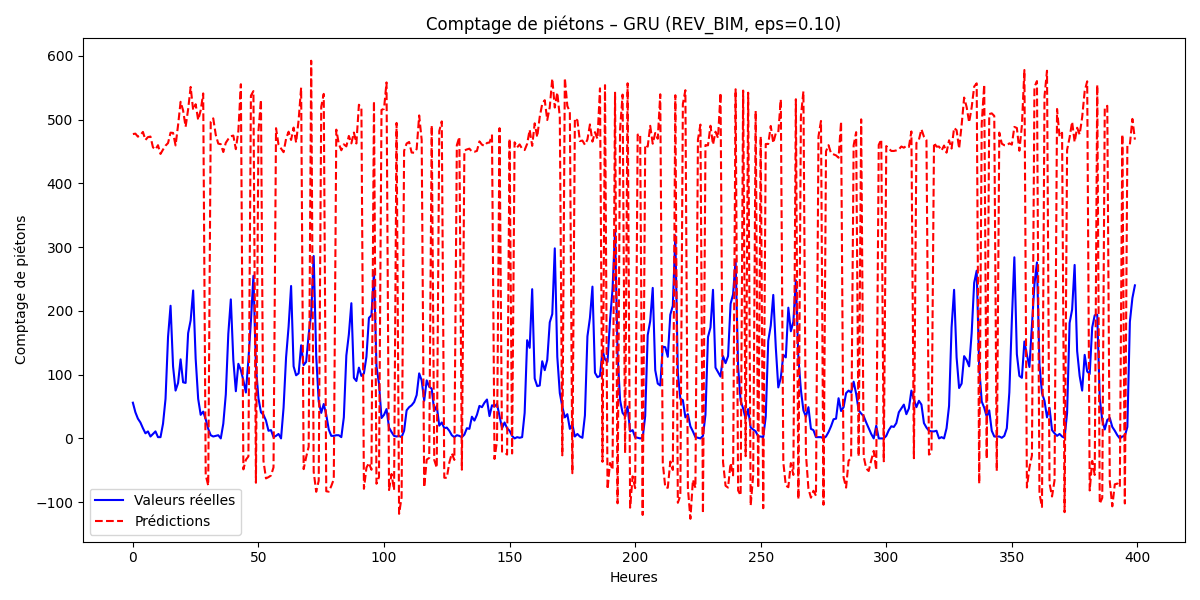 Comptage de piétons – GRU (REV_BIM, eps=0.10)
Comptage de piétons
600
500
400
300
200
100
0
−100
Valeurs réelles
Prédictions
0 50 100 150 200 250 300 350 400
Heures